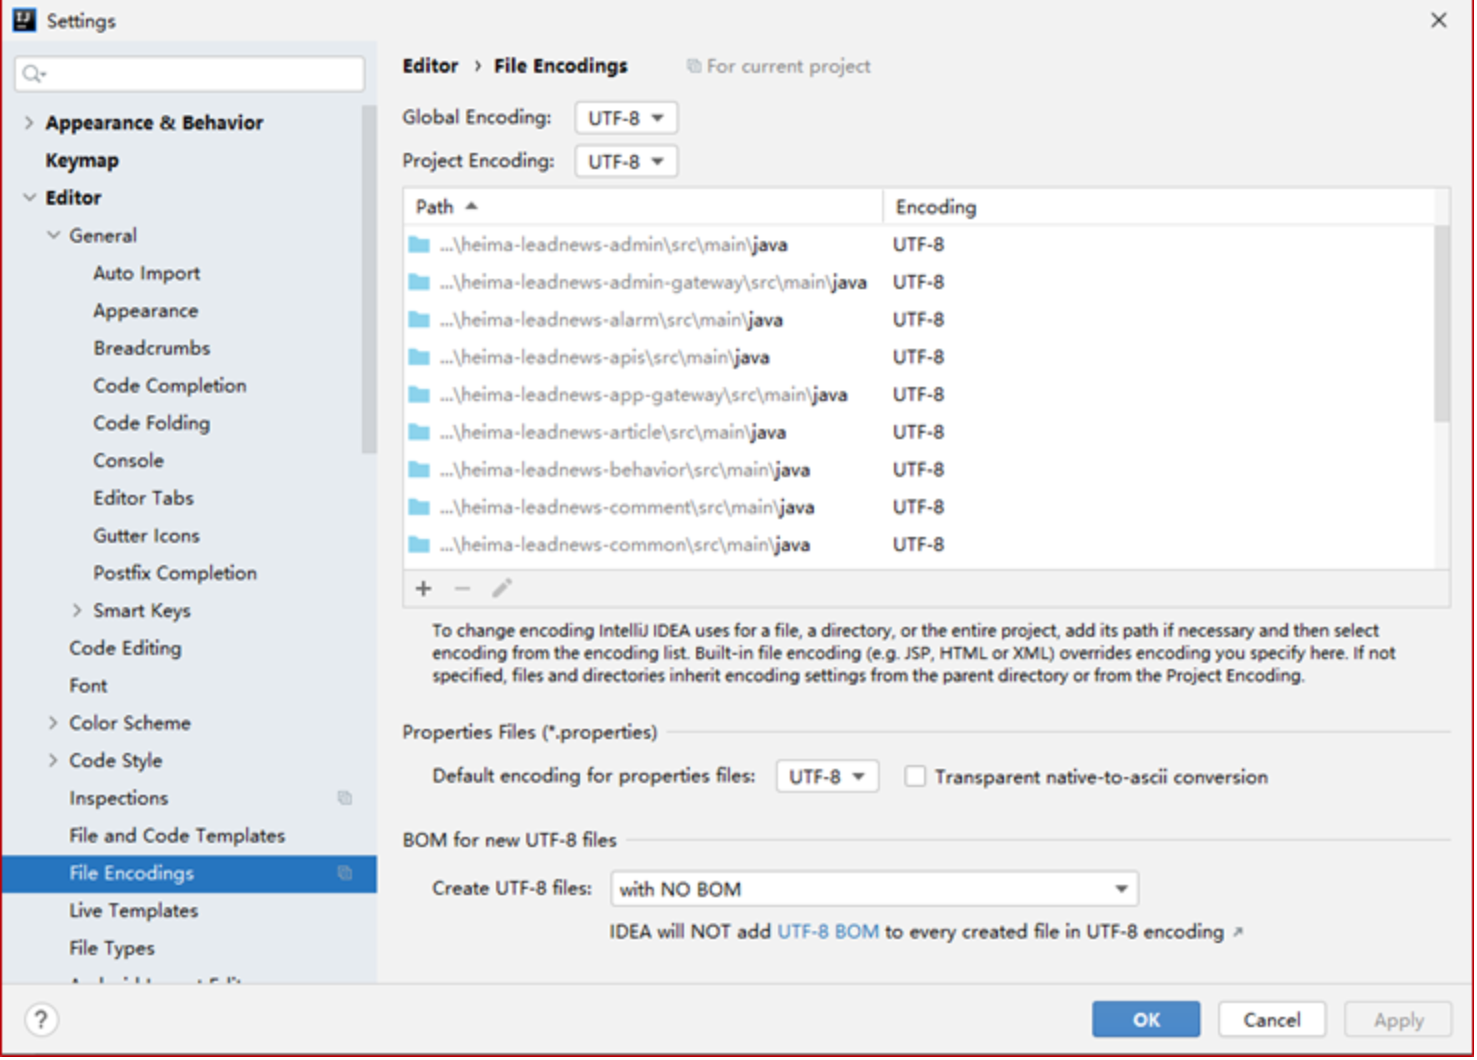 Settings
Appearance & Behavior
Keymap
Editor
General
Auto Import
Appearance
Breadcrumbs
Code Completion
Code Folding
Console
Editor Tabs
Gutter Icons
Postfix Completion
Smart Keys
Code Editing
Font
Color Scheme
Code Style
Inspections
File and Code Templates
File Encodings
Live Templates
File Types
Editor › File Encodings For current project
Global Encoding: UTF-8
Project Encoding: UTF-8
Path Encoding
...\heima-leadnews-admin\src\main\java UTF-8
...\heima-leadnews-admin-gateway\src\main\java UTF-8
...\heima-leadnews-alarm\src\main\java UTF-8
...\heima-leadnews-apis\src\main\java UTF-8
...\heima-leadnews-app-gateway\src\main\java UTF-8
...\heima-leadnews-article\src\main\java UTF-8
...\heima-leadnews-behavior\src\main\java UTF-8
...\heima-leadnews-comment\src\main\java UTF-8
...\heima-leadnews-common\src\main\java UTF-8
To change encoding IntelliJ IDEA uses for a file, a directory, or the entire project, add its path if necessary and then select
encoding from the encoding list. Built-in file encoding (e.g. JSP, HTML or XML) overrides encoding you specify here. If not
specified, files and directories inherit encoding settings from the parent directory or from the Project Encoding.
Properties Files (*.properties)
Default encoding for properties files: UTF-8 Transparent native-to-ascii conversion
BOM for new UTF-8 files
Create UTF-8 files: with NO BOM
IDEA will NOT add UTF-8 BOM to every created file in UTF-8 encoding ↗
? OK Cancel Apply